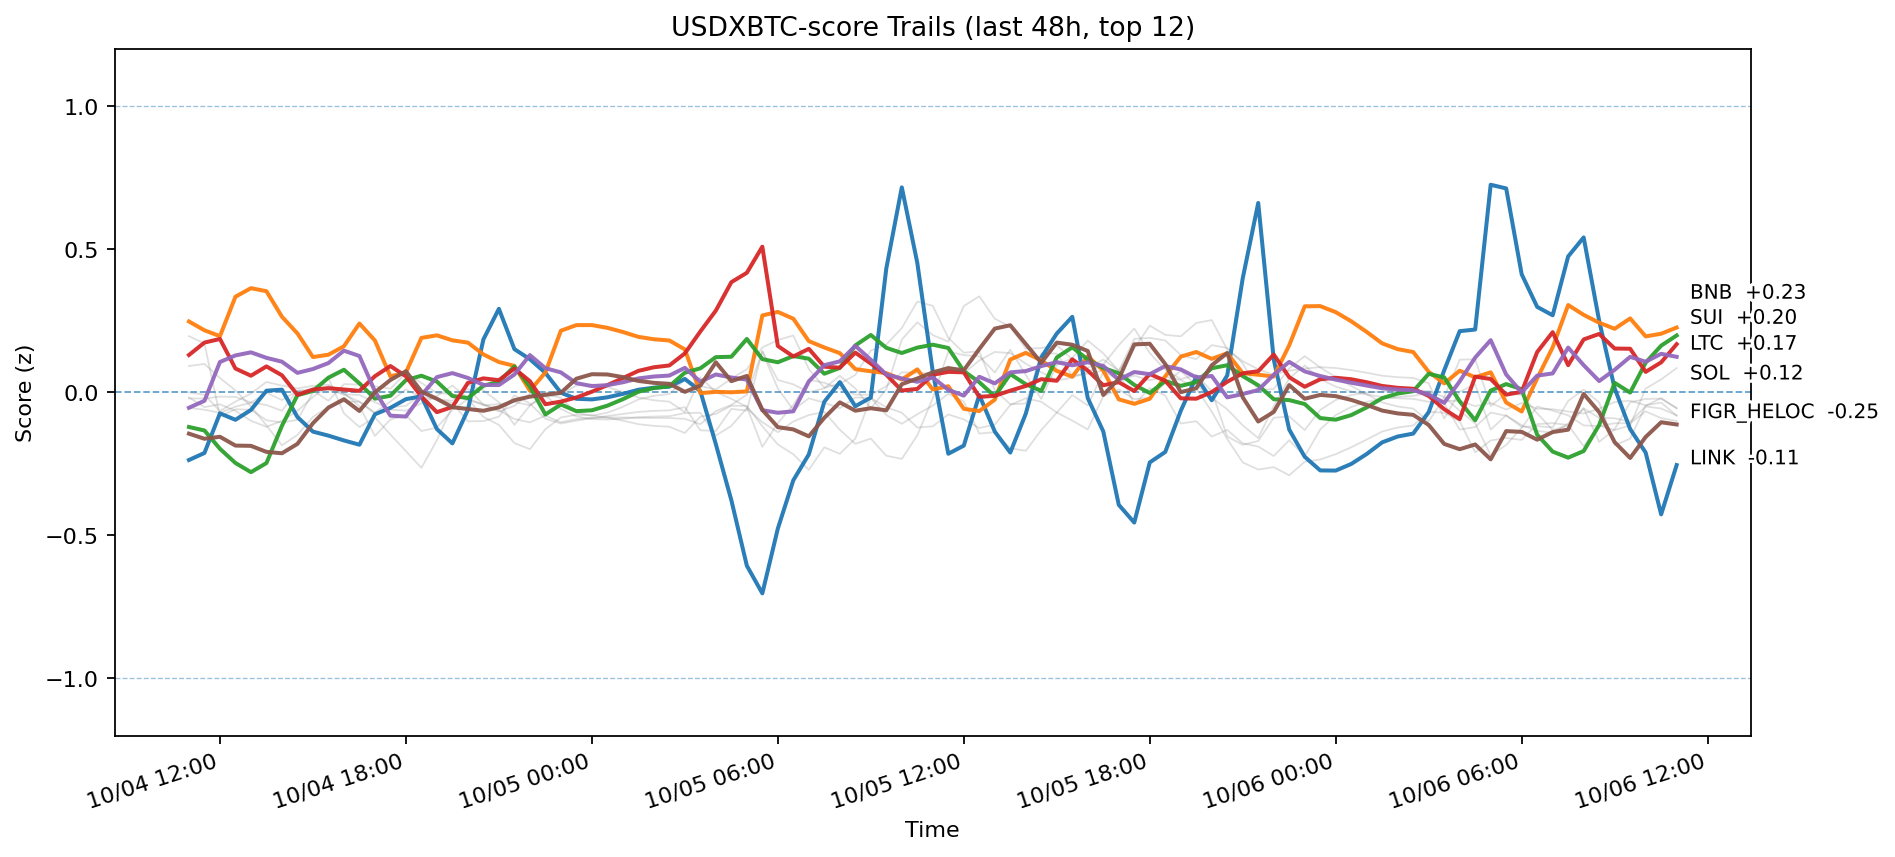 USDXBTC-score Trails (last 48h, top 12)
Score (z)
1.0
0.5
0.0
−0.5
−1.0
BNB +0.23
SUI +0.20
LTC +0.17
SOL +0.12
FIGR_HELOC -0.25
LINK -0.11
10/04 12:00
10/04 18:00
10/05 00:00
10/05 06:00
10/05 12:00
10/05 18:00
10/06 00:00
10/06 06:00
10/06 12:00
Time